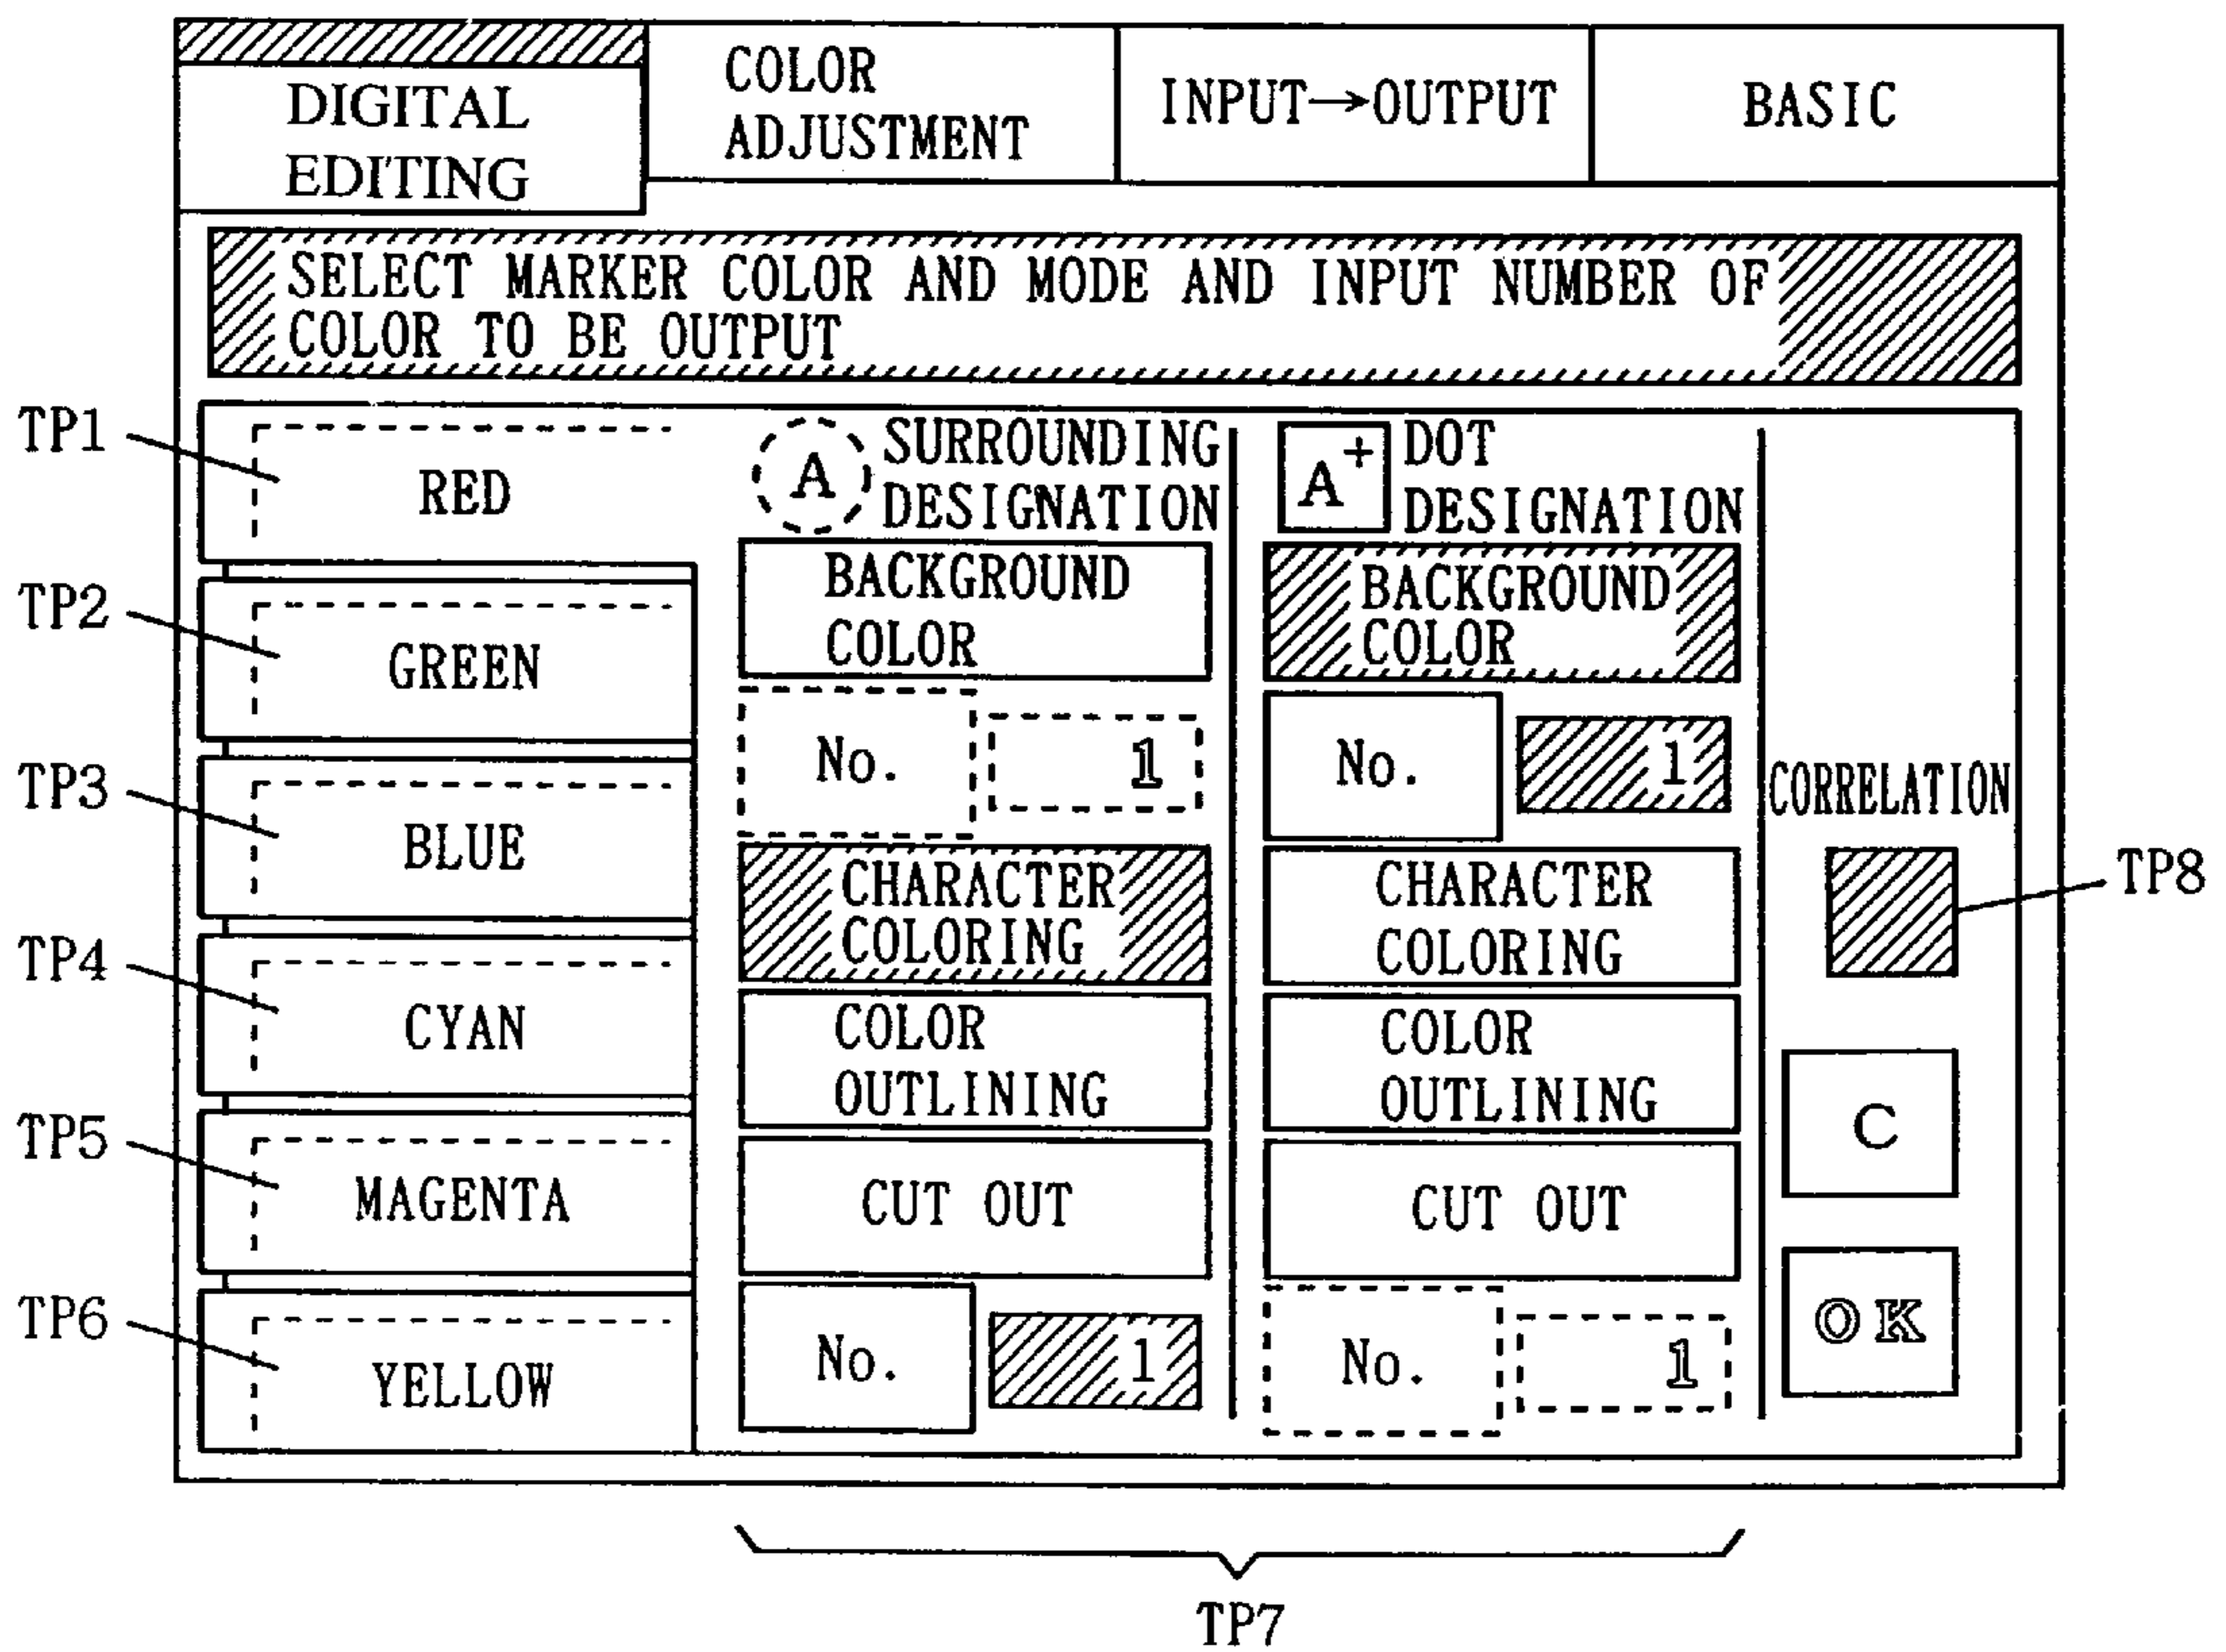 DIGITAL
EDITING
COLOR
ADJUSTMENT
INPUT→OUTPUT
BASIC
SELECT MARKER COLOR AND MODE AND INPUT NUMBER OF
COLOR TO BE OUTPUT
TP1
RED
TP2
GREEN
TP3
BLUE
TP4
CYAN
TP5
MAGENTA
TP6
YELLOW
A
SURROUNDING
DESIGNATION
BACKGROUND
COLOR
No. 1
CHARACTER
COLORING
COLOR
OUTLINING
CUT OUT
No. 1
A+
DOT
DESIGNATION
BACKGROUND
COLOR
No. 1
CHARACTER
COLORING
COLOR
OUTLINING
CUT OUT
No. 1
CORRELATION
TP8
C
OK
TP7